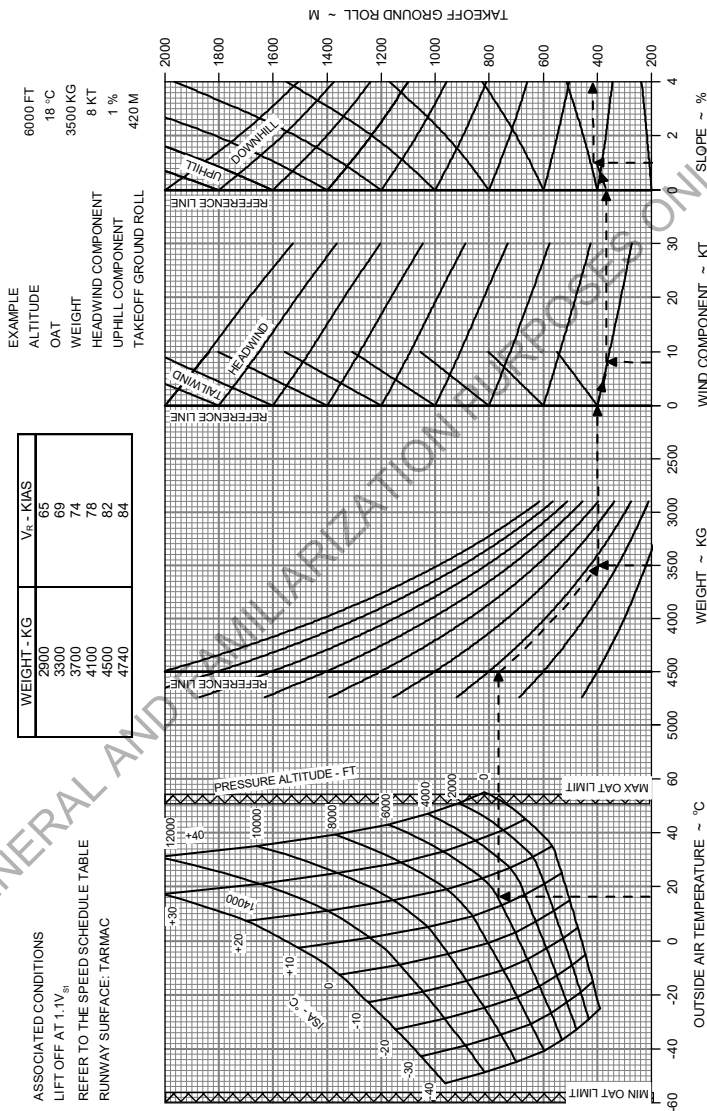 ASSOCIATED CONDITIONS
LIFT OFF AT 1.1V_S1
REFER TO THE SPEED SCHEDULE TABLE
RUNWAY SURFACE: TARMAC
WEIGHT - KG V_R - KIAS
2900 65
3300 69
3700 74
4100 78
4500 82
4740 84
EXAMPLE
ALTITUDE 6000 FT
OAT 18 °C
WEIGHT 3500 KG
HEADWIND COMPONENT 8 KT
UPHILL COMPONENT 1 %
TAKEOFF GROUND ROLL 420 M
PRESSURE ALTITUDE - FT
12000
10000
8000
6000
4000
2000
0
14000
+40
+30
+20
+10
0
-10
-20
-30
-40
ISA - °C
MIN OAT LIMIT
MAX OAT LIMIT
REFERENCE LINE
REFERENCE LINE
TAILWIND
HEADWIND
REFERENCE LINE
UPHILL
DOWNHILL
-60 -40 -20 0 20 40 60
OUTSIDE AIR TEMPERATURE ~ °C
5000 4500 4000 3500 3000 2500
WEIGHT ~ KG
0 10 20 30
WIND COMPONENT ~ KT
0 2 4
SLOPE ~ %
2000
1800
1600
1400
1200
1000
800
600
400
200
TAKEOFF GROUND ROLL ~ M
GENERAL AND FAMILIARIZATION PURPOSES ONL